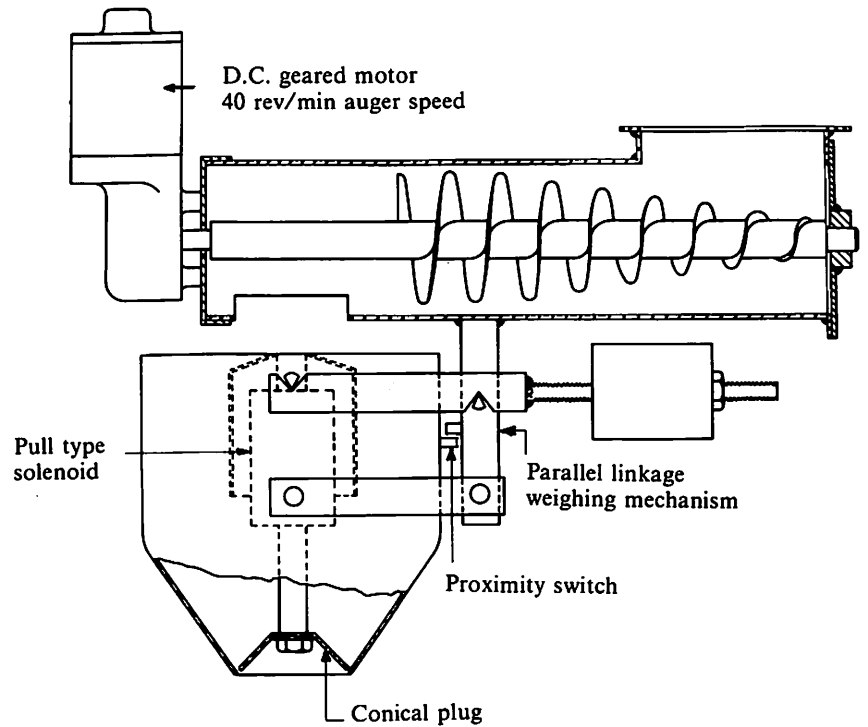 D.C. geared motor
40 rev/min auger speed
Pull type
solenoid
Parallel linkage
weighing mechanism
Proximity switch
Conical plug